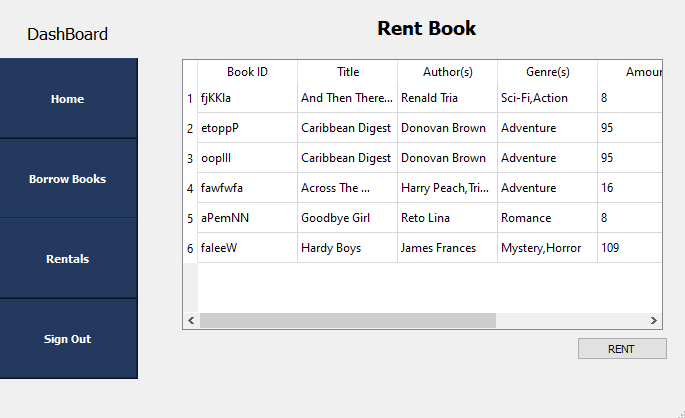 DashBoard
Rent Book
Home
Borrow Books
Rentals
Sign Out
Book ID Title Author(s) Genre(s) Amoun
1 fjKKla And Then There... Renald Tria Sci-Fi,Action 8
2 etoppP Caribbean Digest Donovan Brown Adventure 95
3 ooplll Caribbean Digest Donovan Brown Adventure 95
4 fawfwfa Across The ... Harry Peach,Tri... Adventure 16
5 aPemNN Goodbye Girl Reto Lina Romance 8
6 faleeW Hardy Boys James Frances Mystery,Horror 109
RENT